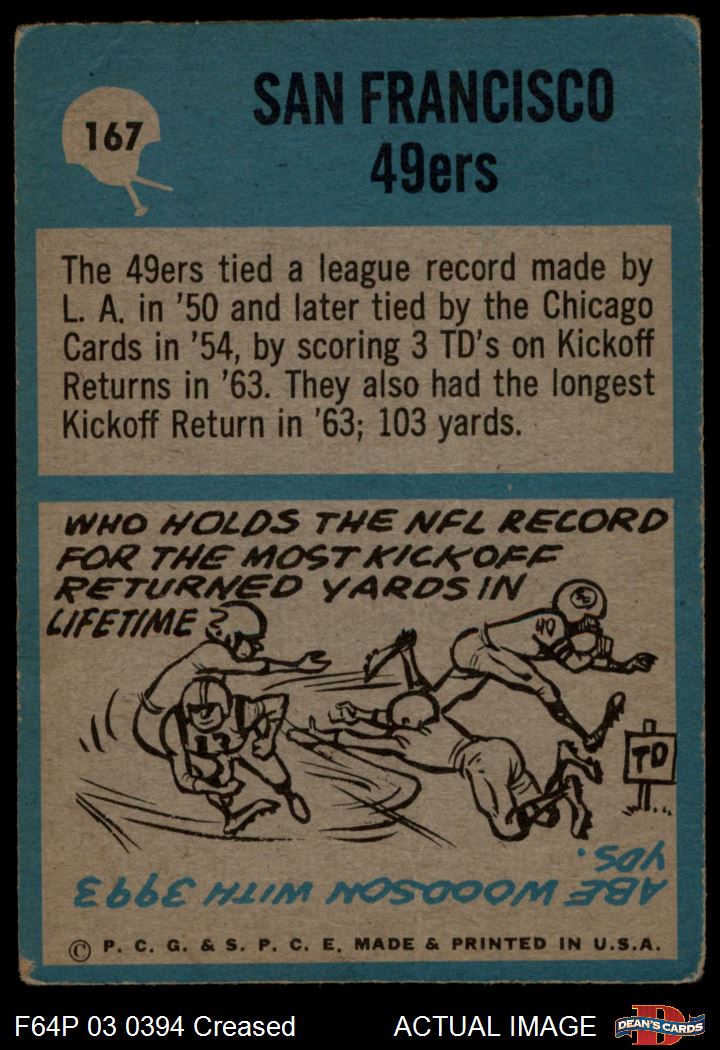 167
SAN FRANCISCO
49ers
The 49ers tied a league record made by
L. A. in '50 and later tied by the Chicago
Cards in '54, by scoring 3 TD's on Kickoff
Returns in '63. They also had the longest
Kickoff Return in '63; 103 yards.
WHO HOLDS THE NFL RECORD
FOR THE MOST KICKOFF
RETURNED YARDS IN
LIFETIME?
40
13
TD
ABE WOODSON WITH 3993
YDS.
© P. C. G. & S. P. C. E. MADE & PRINTED IN U.S.A.
F64P 03 0394 Creased
ACTUAL IMAGE
D
DEAN'S CARDS